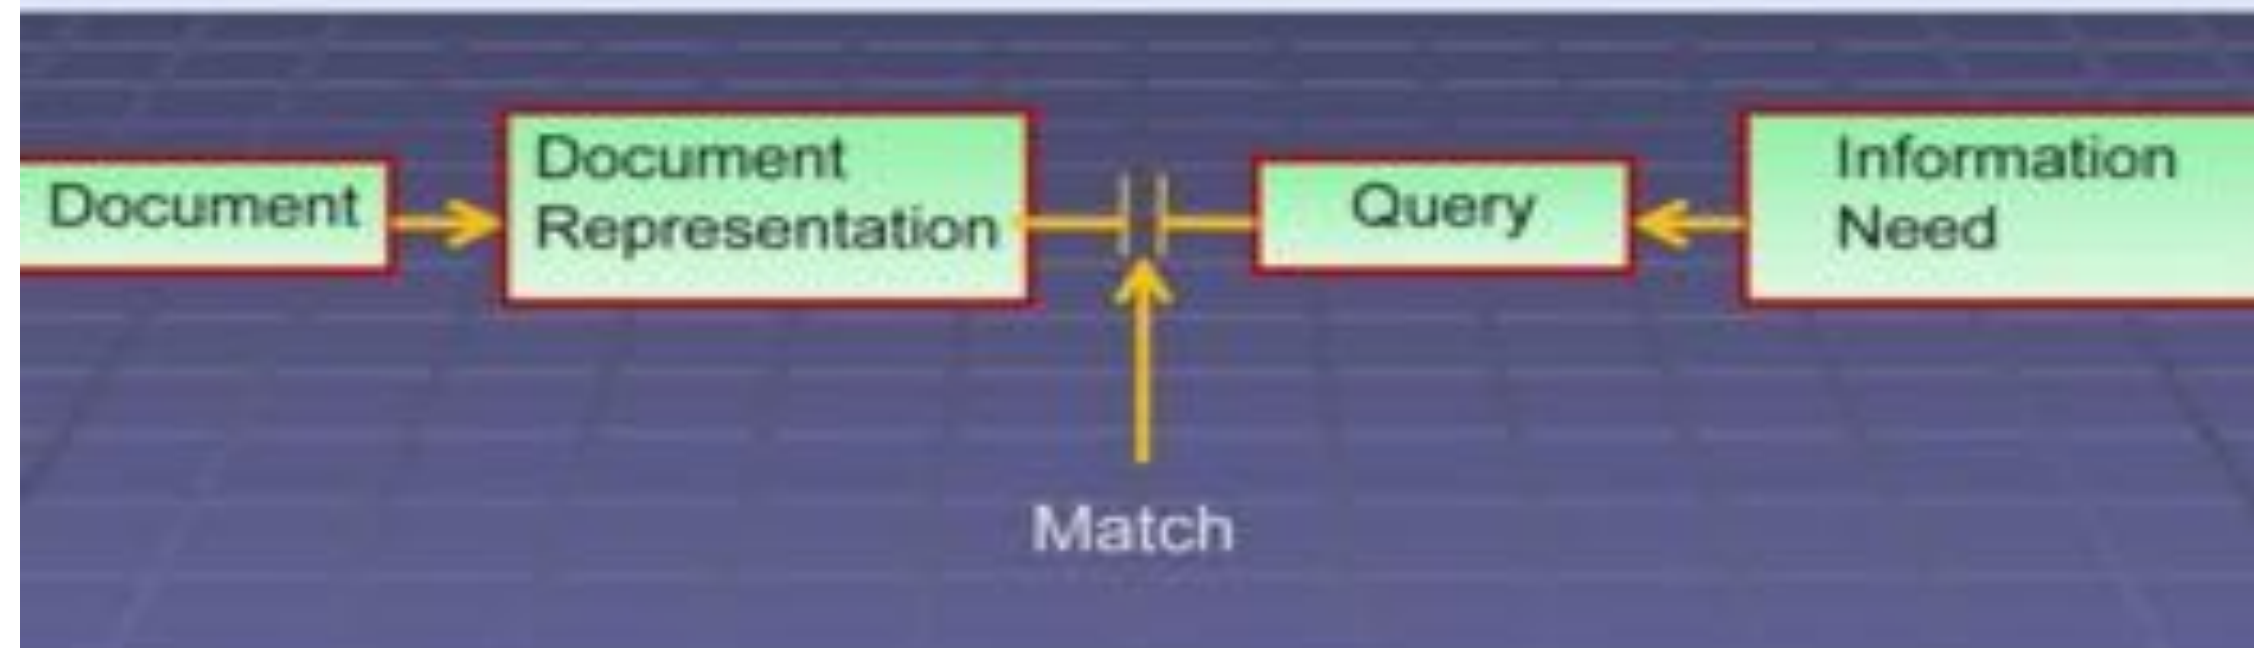 Document
Document
Representation
Query
Information
Need
Match